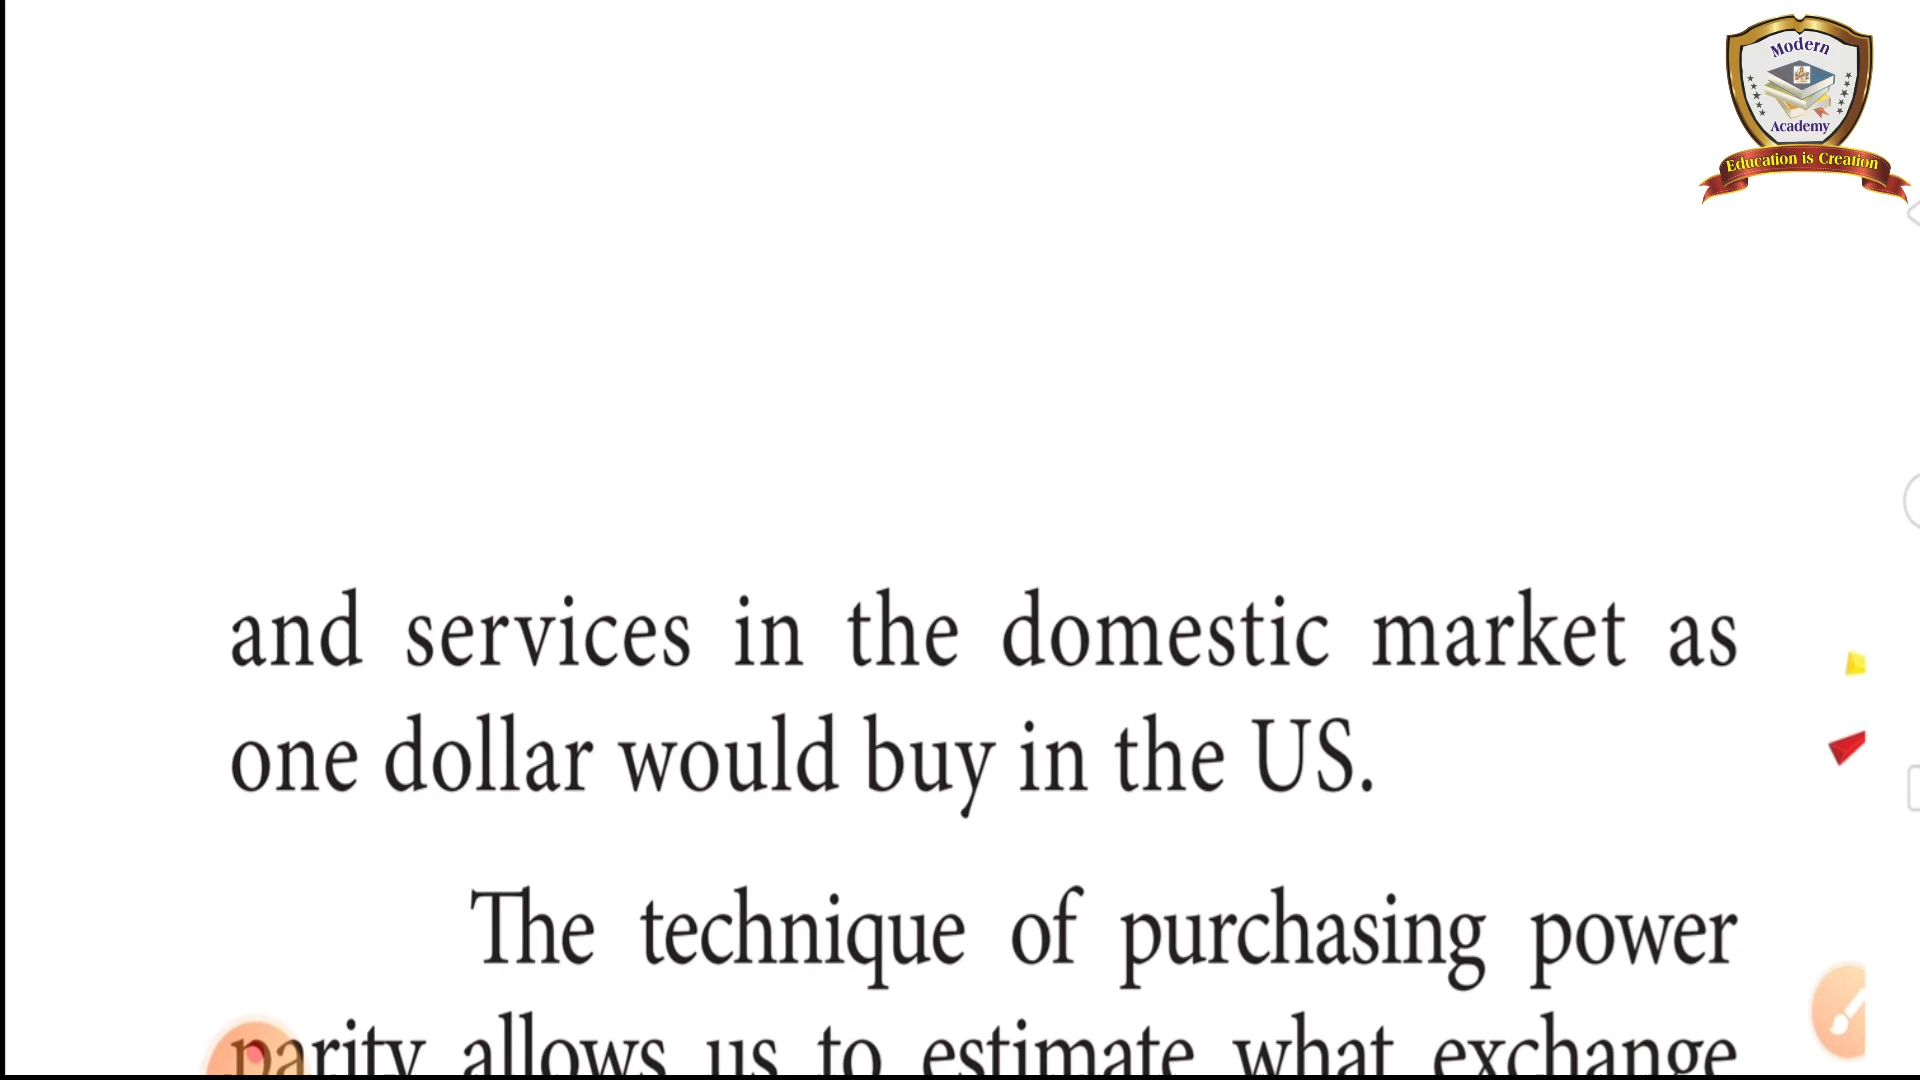 Modern
Academy
Education is Creation
and services in the domestic market as
one dollar would buy in the US.
The technique of purchasing power
parity allows us to estimate what exchange